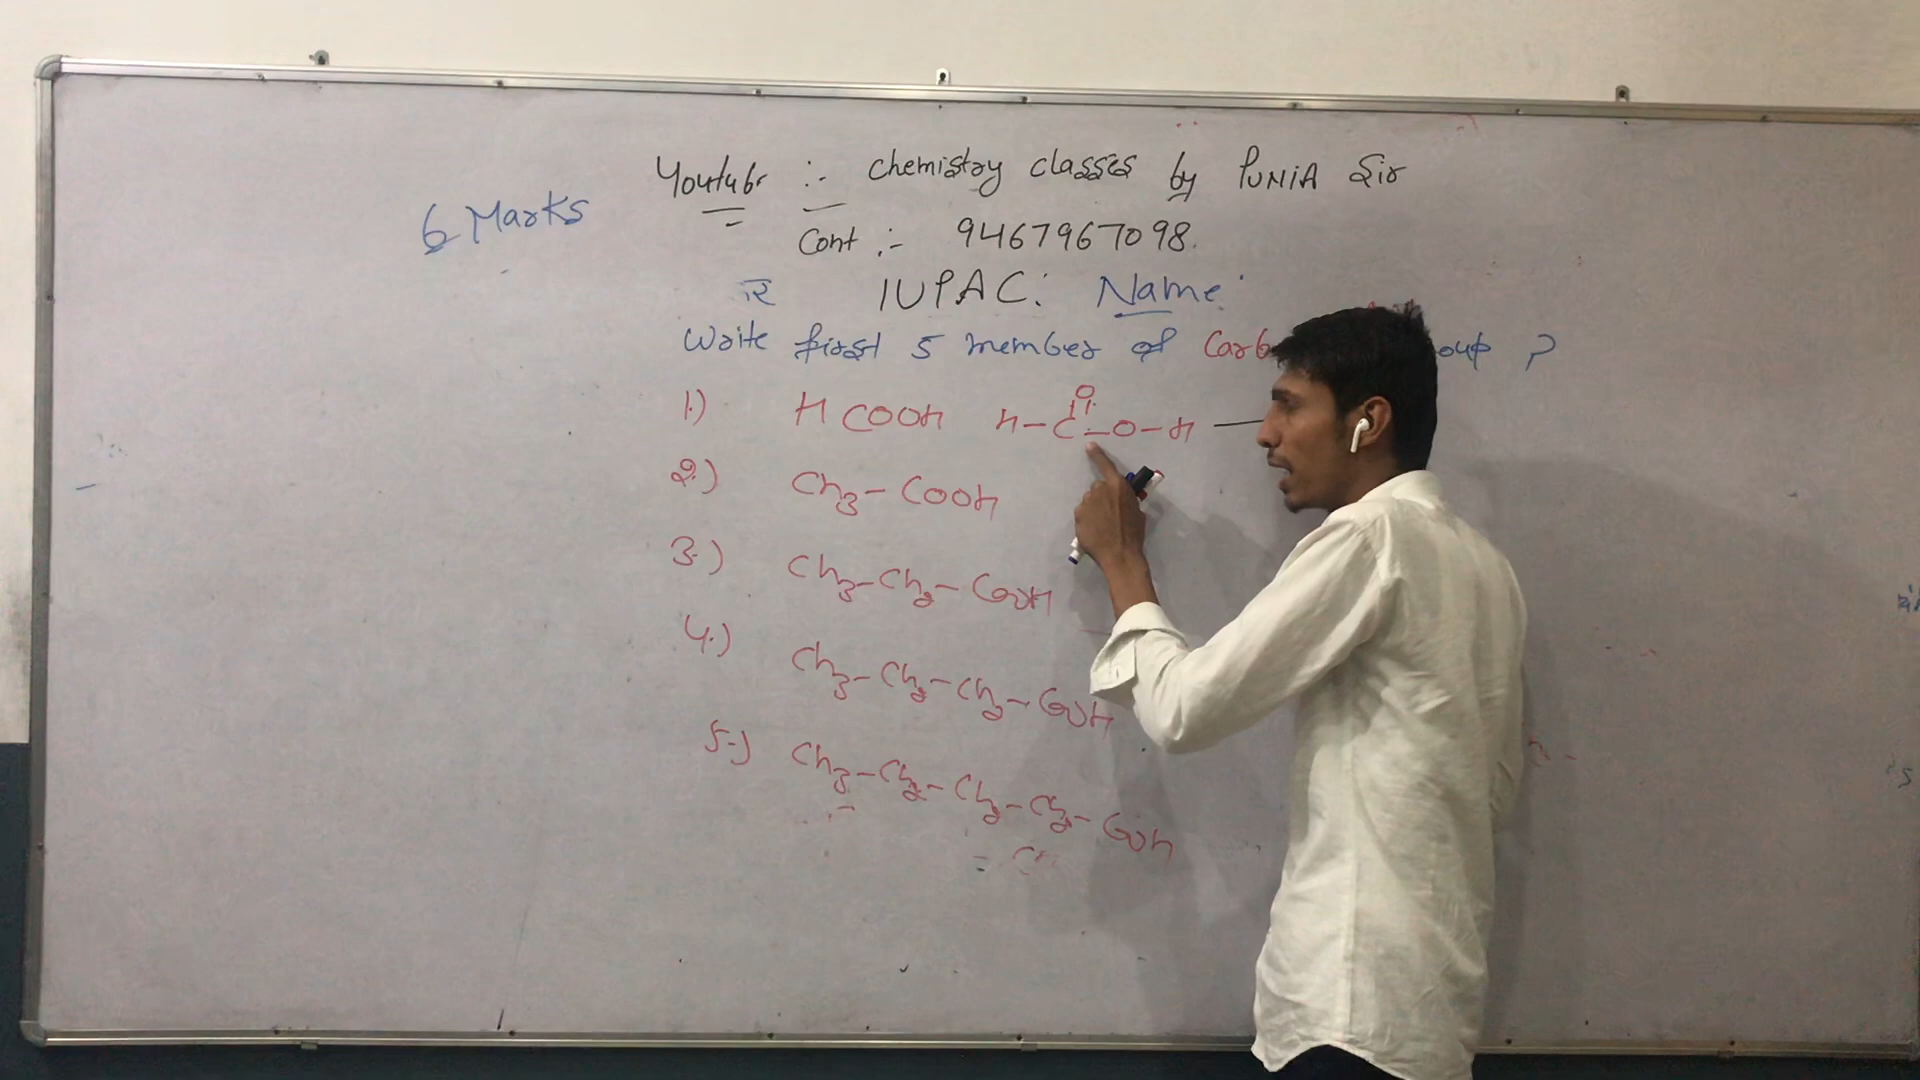 Youtube :- Chemistry classes by PUNIA Sir
6 Marks
Cont :- 9467967098.
IUPAC: Name
Write first 5 member of Carb oup ?
1.) HCOOH H-C-O-H
O
2.) CH3-COOH
3.) CH3-CH2-COOH
4.) CH3-CH2-CH2-COOH
5.) CH3-CH2-CH2-CH2-COOH